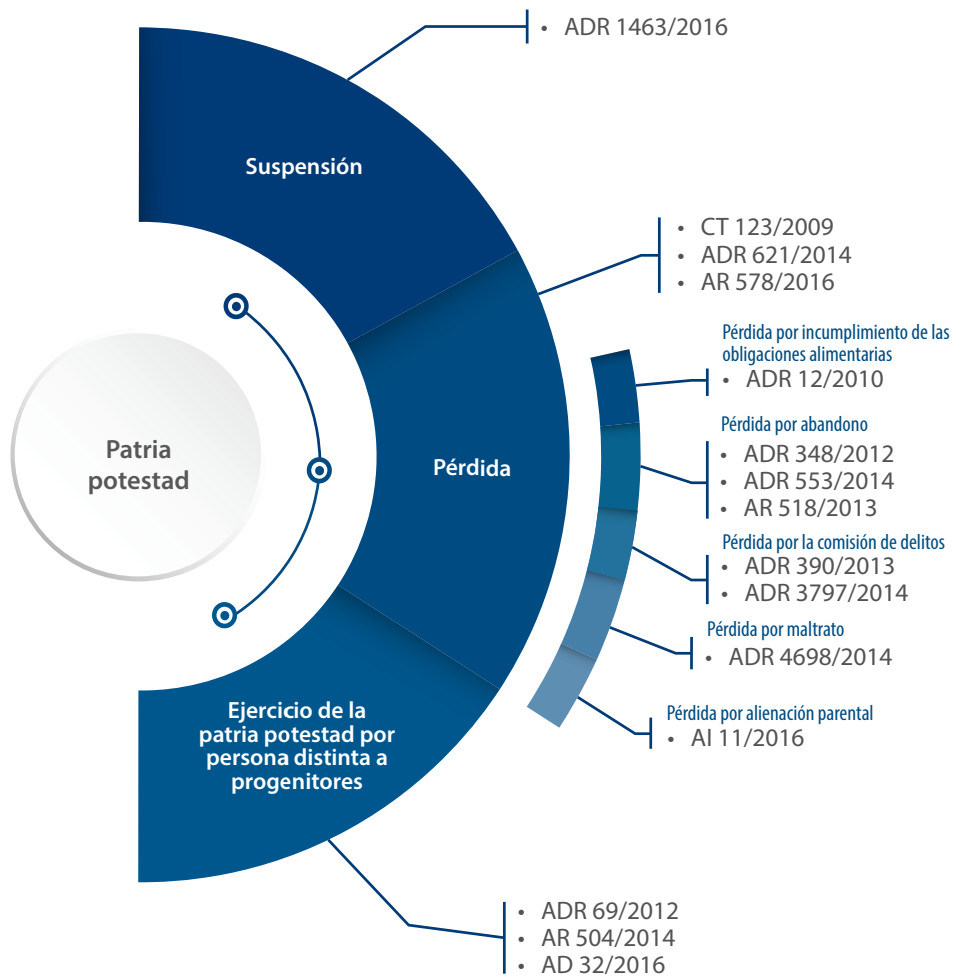 • ADR 1463/2016
Suspensión
• CT 123/2009
• ADR 621/2014
• AR 578/2016
Pérdida por incumplimiento de las
obligaciones alimentarias
• ADR 12/2010
Patria
potestad
Pérdida
Pérdida por abandono
• ADR 348/2012
• ADR 553/2014
• AR 518/2013
Pérdida por la comisión de delitos
• ADR 390/2013
• ADR 3797/2014
Pérdida por maltrato
• ADR 4698/2014
Pérdida por alienación parental
• AI 11/2016
Ejercicio de la
patria potestad por
persona distinta a
progenitores
• ADR 69/2012
• AR 504/2014
• AD 32/2016